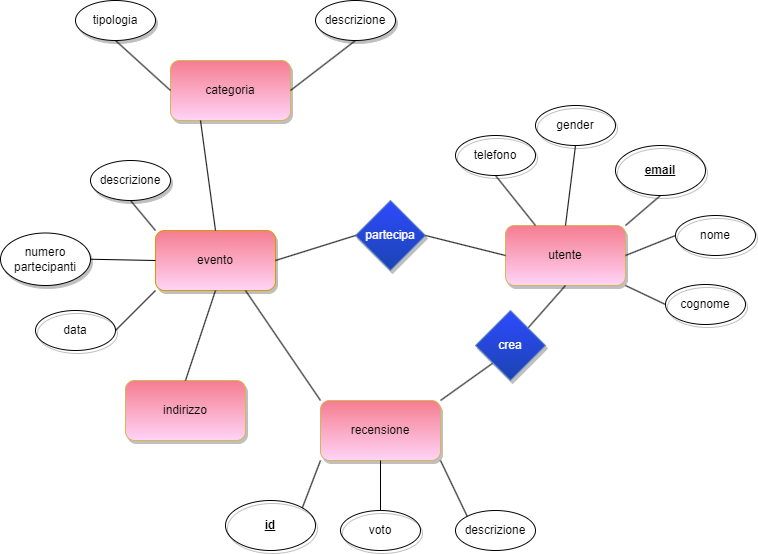 tipologia
descrizione
categoria
gender
telefono
email
descrizione
partecipa
nome
numero
partecipanti
evento
utente
data
cognome
crea
indirizzo
recensione
id
voto
descrizione